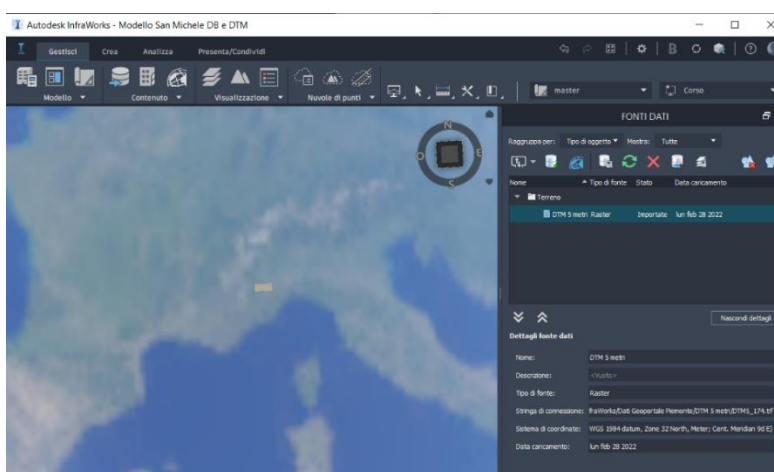 Autodesk InfraWorks - Modello San Michele DB e DTM
Gestisci Crea Analizza Presenta/Condividi
Modello Contenuto Visualizzazione Nuvole di punti master Corso
FONTI DATI
Raggruppa per: Tipo di oggetto Mostra: Tutte
Nome Tipo di fonte Stato Data caricamento
Terreno
DTM 5 metri Raster Importate lun feb 28 2022
N
O E
S
Nascondi dettagli
Dettagli fonte dati
Nome: DTM 5 metri
Descrizione: <Vuoto>
Tipo di fonte: Raster
Stringa di connessione: fraWorks/Dati Geoportale Piemonte/DTM 5 metri/DTM5_174.tif
Sistema di coordinate: WGS 1984 datum, Zone 32 North, Meter; Cent. Meridian 9d E)
Data caricamento: lun feb 28 2022